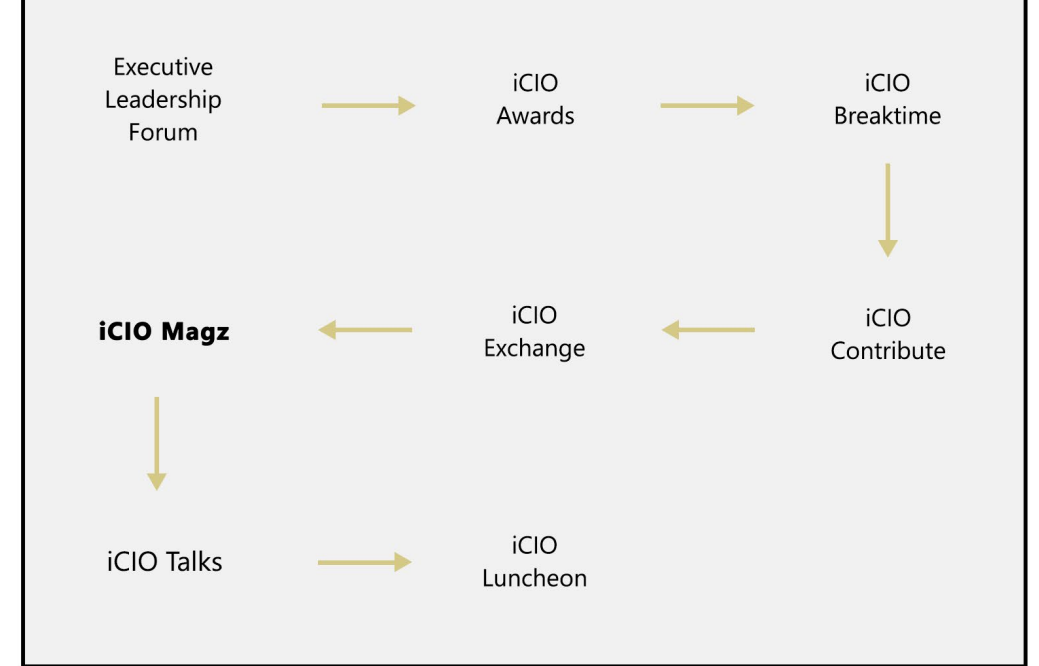 Executive
Leadership
Forum
iCIO
Awards
iCIO
Breaktime
iCIO Magz
iCIO
Exchange
iCIO
Contribute
iCIO Talks
iCIO
Luncheon